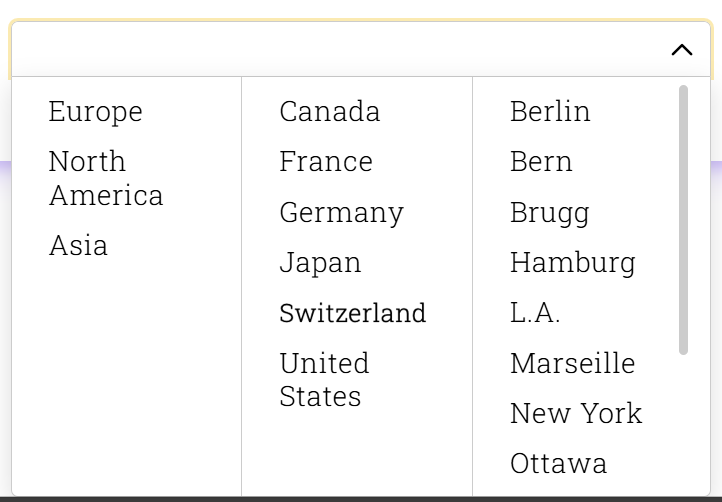 Europe
North
America
Asia
Canada
France
Germany
Japan
Switzerland
United
States
Berlin
Bern
Brugg
Hamburg
L.A.
Marseille
New York
Ottawa